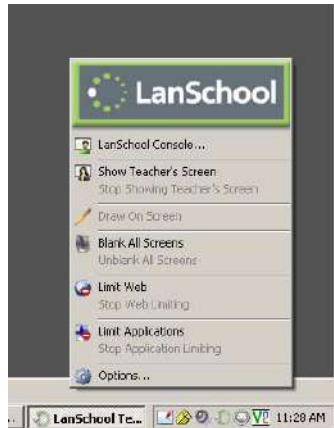 LanSchool
LanSchool Console...
Show Teacher's Screen
Stop Showing Teacher's Screen
Draw On Screen
Blank All Screens
Unblank All Screens
Limit Web
Stop Web Limiting
Limit Applications
Stop Application Limiting
Options...
LanSchool Te... 11:28 AM